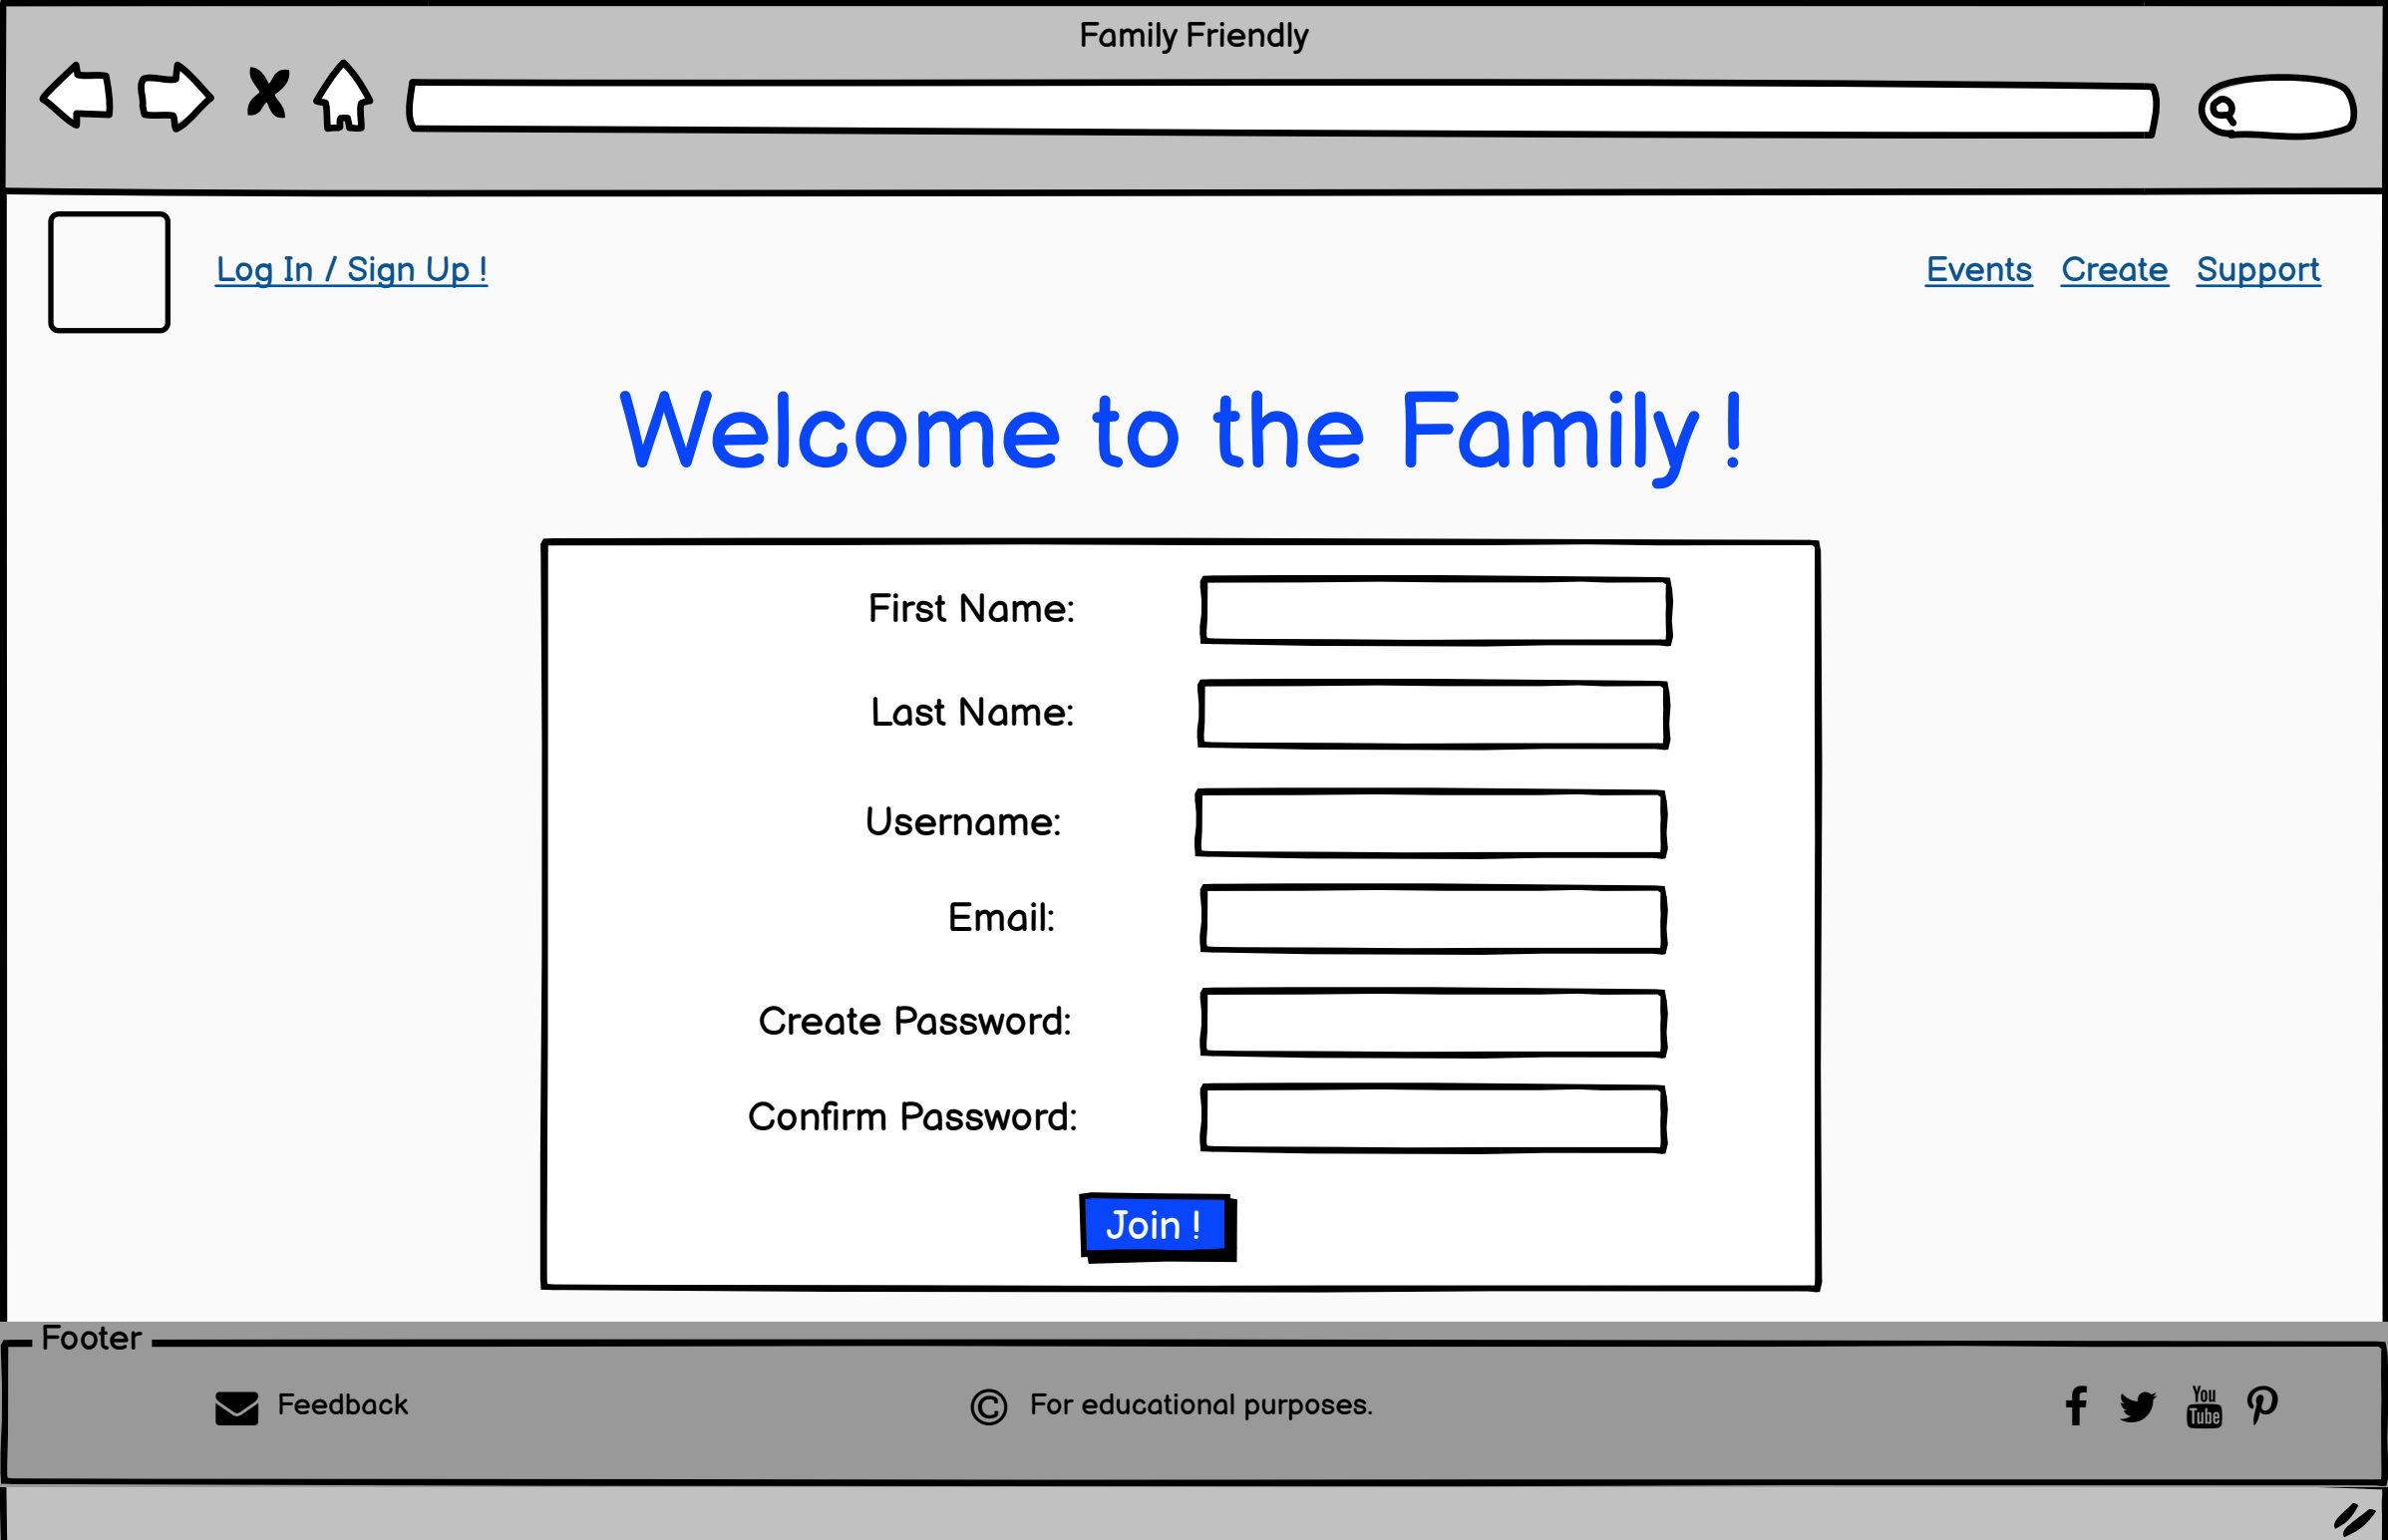 Family Friendly
Log In / Sign Up !
Events Create Support
Welcome to the Family !
First Name:
Last Name:
Username:
Email:
Create Password:
Confirm Password:
Join !
Footer
Feedback
© For educational purposes.
You
Tube